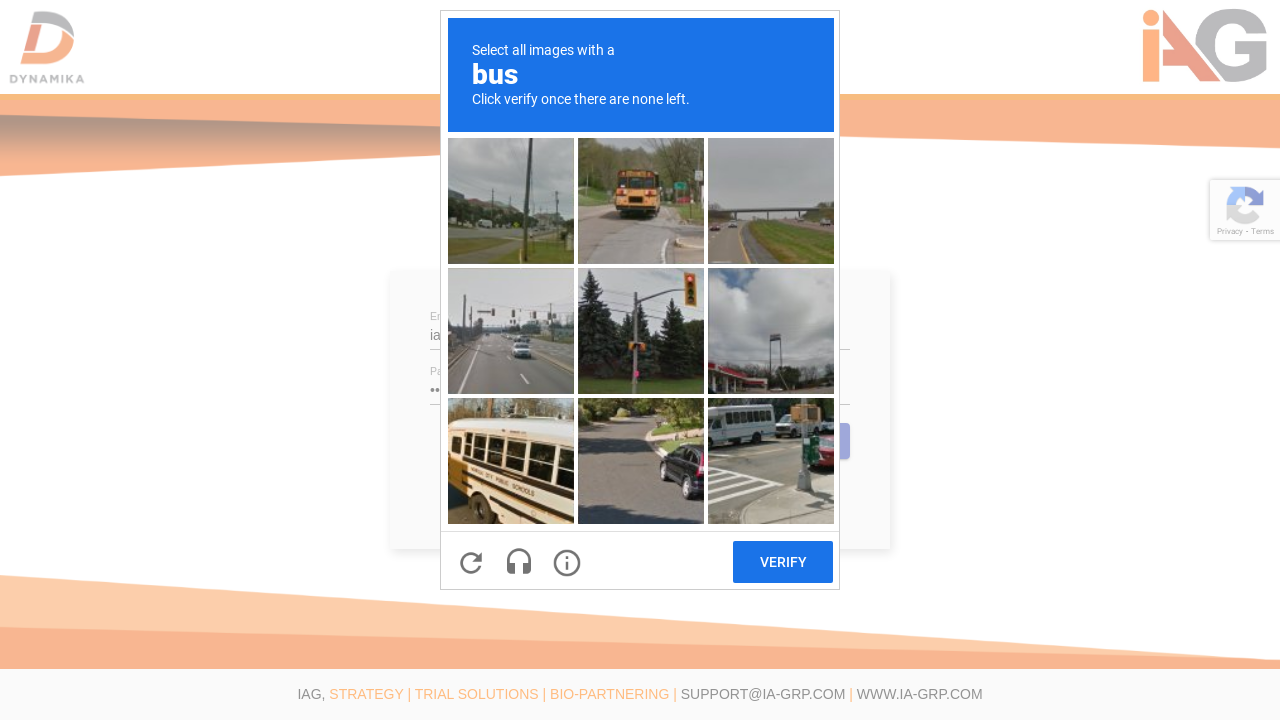 DYNAMIKA
iAG
Select all images with a
bus
Click verify once there are none left.
Privacy - Terms
VERIFY
IAG, STRATEGY | TRIAL SOLUTIONS | BIO-PARTNERING | SUPPORT@IA-GRP.COM | WWW.IA-GRP.COM